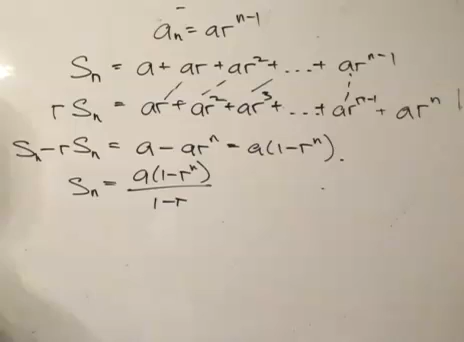 aₙ = arⁿ⁻¹
Sₙ = a + ar + ar² + ... + arⁿ⁻¹
rSₙ = ar + ar² + ar³ + ... + arⁿ⁻¹ + arⁿ
Sₙ - rSₙ = a - arⁿ = a(1-rⁿ).
Sₙ = a(1-rⁿ) / 1-r